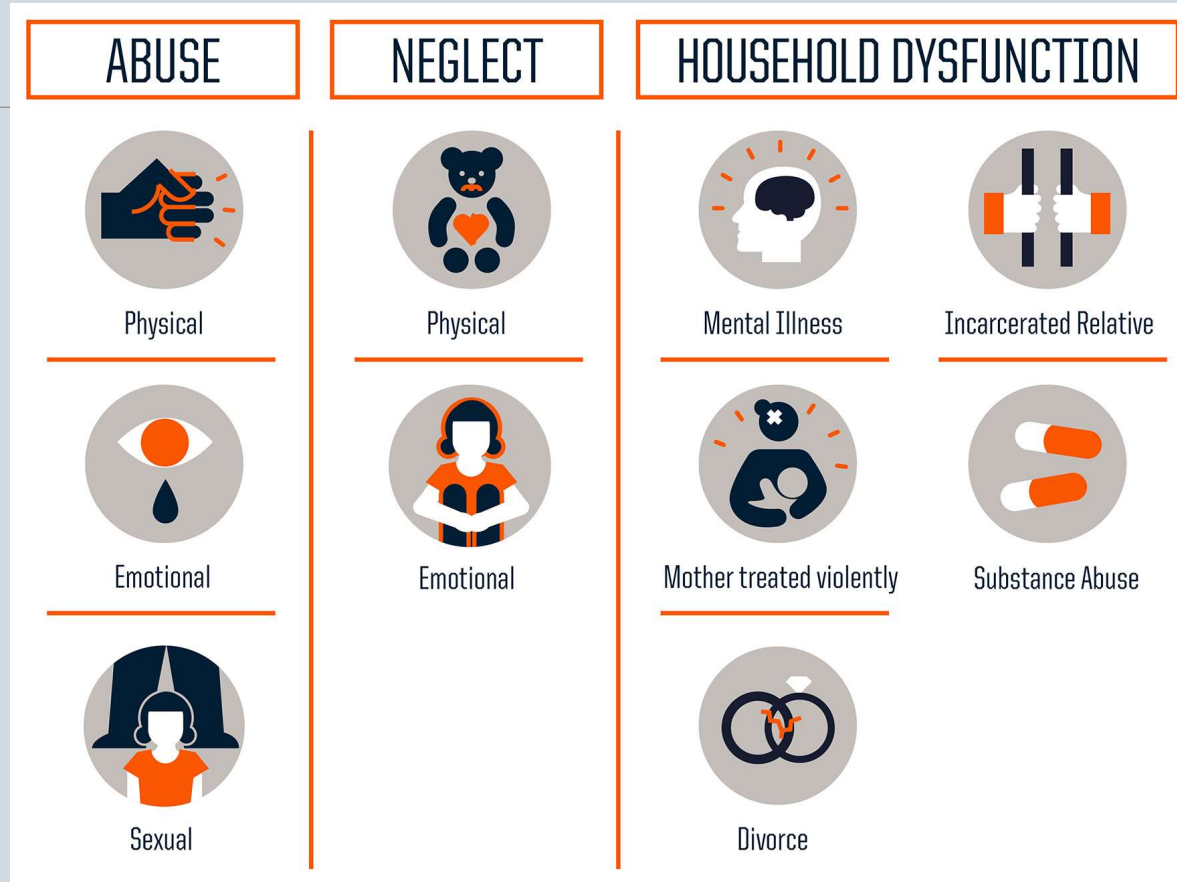 ABUSE
Physical
Emotional
Sexual
NEGLECT
Physical
Emotional
HOUSEHOLD DYSFUNCTION
Mental Illness
Incarcerated Relative
Mother treated violently
Substance Abuse
Divorce